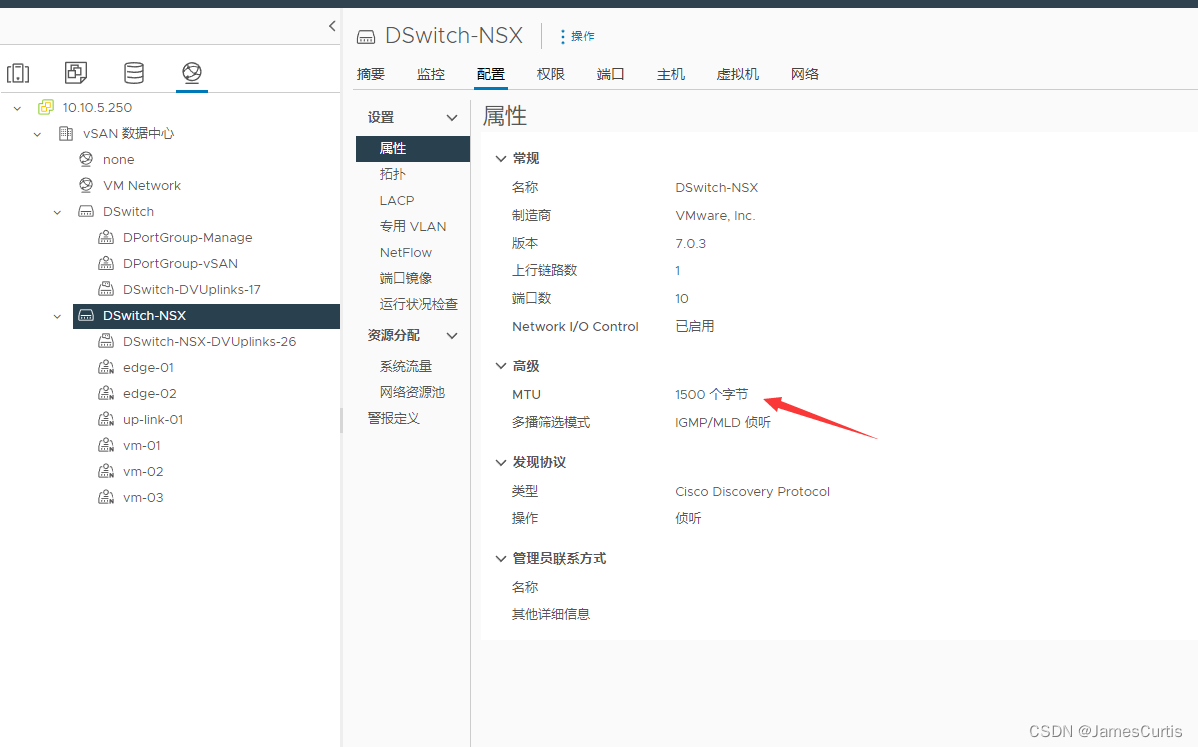 DSwitch-NSX
操作
摘要 监控 配置 权限 端口 主机 虚拟机 网络
10.10.5.250
vSAN 数据中心
none
VM Network
DSwitch
DPortGroup-Manage
DPortGroup-vSAN
DSwitch-DVUplinks-17
DSwitch-NSX
DSwitch-NSX-DVUplinks-26
edge-01
edge-02
up-link-01
vm-01
vm-02
vm-03
设置
属性
拓扑
LACP
专用 VLAN
NetFlow
端口镜像
运行状况检查
资源分配
系统流量
网络资源池
警报定义
属性
常规
名称 DSwitch-NSX
制造商 VMware, Inc.
版本 7.0.3
上行链路数 1
端口数 10
Network I/O Control 已启用
高级
MTU 1500 个字节
多播筛选模式 IGMP/MLD 侦听
发现协议
类型 Cisco Discovery Protocol
操作 侦听
管理员联系方式
名称
其他详细信息
CSDN @JamesCurtis